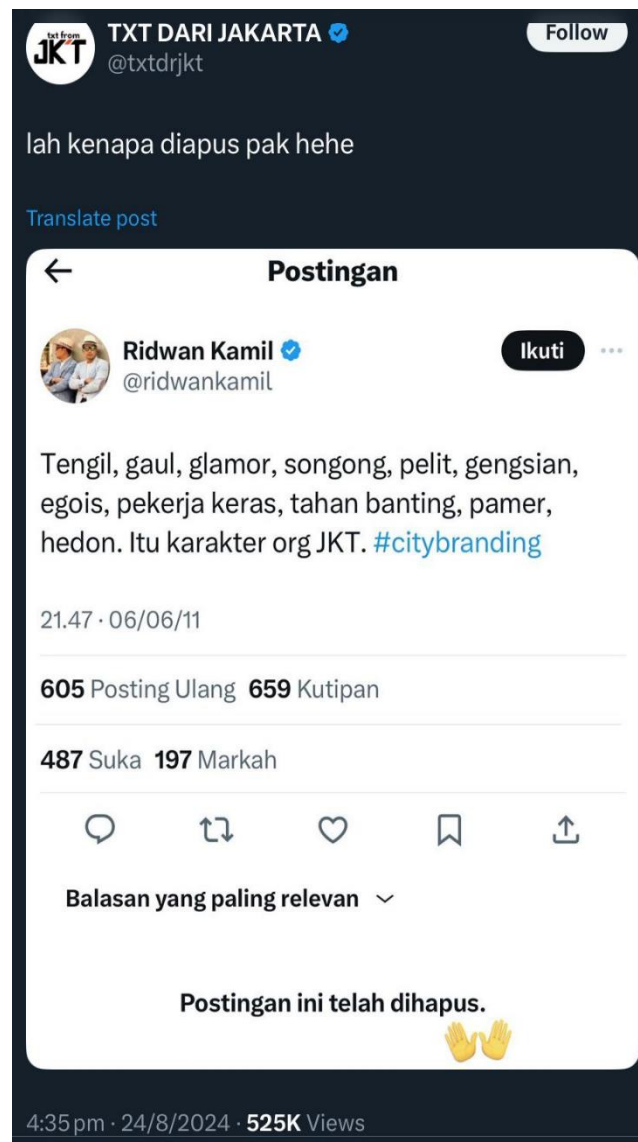 txt from
JKT
TXT DARI JAKARTA
@txtdrjkt
Follow
lah kenapa diapus pak hehe
Translate post
Postingan
Ridwan Kamil
@ridwankamil
Ikuti
Tengil, gaul, glamor, songong, pelit, gengsian,
egois, pekerja keras, tahan banting, pamer,
hedon. Itu karakter org JKT. #citybranding
21.47 · 06/06/11
605 Posting Ulang 659 Kutipan
487 Suka 197 Markah
Balasan yang paling relevan
Postingan ini telah dihapus.
4:35 pm · 24/8/2024 · 525K Views